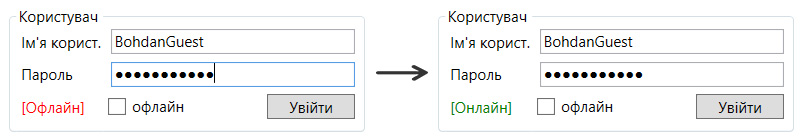 Користувач
Ім'я корист. BohdanGuest
Пароль ●●●●●●●●●●●
[Офлайн] офлайн Увійти
Користувач
Ім'я корист. BohdanGuest
Пароль ●●●●●●●●●●●
[Онлайн] офлайн Увійти